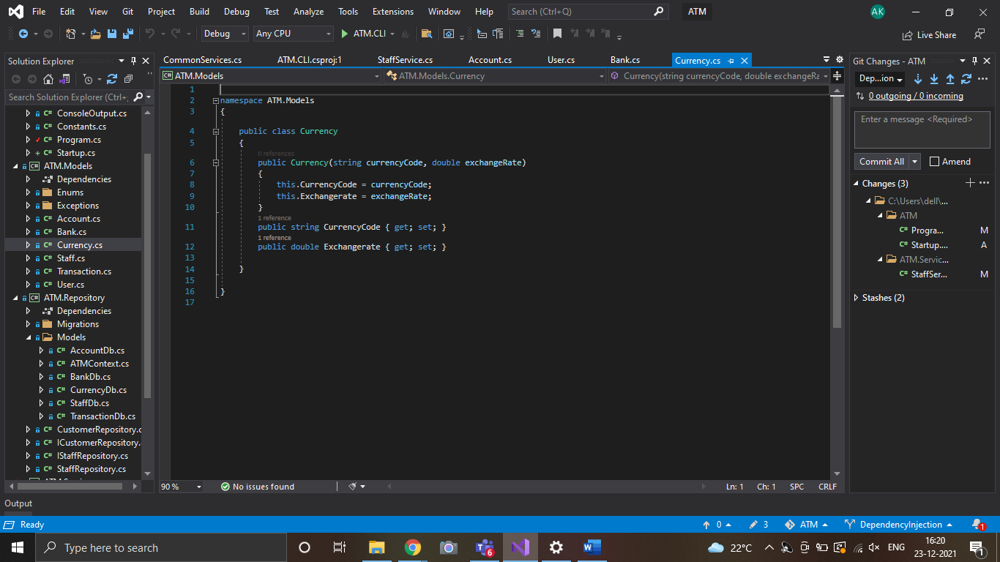 File Edit View Git Project Build Debug Test Analyze Tools Extensions Window Help Search (Ctrl+Q) ATM AK
Debug Any CPU ATM.CLI Live Share
Solution Explorer
Search Solution Explorer (Ctrl+;
ConsoleOutput.cs
Constants.cs
Program.cs
Startup.cs
ATM.Models
Dependencies
Enums
Exceptions
Account.cs
Bank.cs
Currency.cs
Staff.cs
Transaction.cs
User.cs
ATM.Repository
Dependencies
Migrations
Models
AccountDb.cs
ATMContext.cs
BankDb.cs
CurrencyDb.cs
StaffDb.cs
TransactionDb.cs
CustomerRepository.c
ICustomerRepository.
IStaffRepository.cs
StaffRepository.cs
CommonServices.cs ATM.CLI.csproj:1 StaffService.cs Account.cs User.cs Bank.cs Currency.cs
ATM.Models ATM.Models.Currency Currency(string currencyCode, double exchangeRa
1
2 namespace ATM.Models
3 {
4 public class Currency
5 {
0 references
6 public Currency(string currencyCode, double exchangeRate)
7 {
8 this.CurrencyCode = currencyCode;
9 this.Exchangerate = exchangeRate;
10 }
1 reference
11 public string CurrencyCode { get; set; }
1 reference
12 public double Exchangerate { get; set; }
13
14 }
15
16 }
17
90 % No issues found Ln: 1 Ch: 1 SPC CRLF
Git Changes - ATM
Dep...ion
0 outgoing / 0 incoming
Enter a message <Required>
Commit All Amend
Changes (3)
C:\Users\dell\...
ATM
Progra... M
Startup.... A
ATM.Servic...
StaffSer... M
Stashes (2)
Output
Ready 0 3 ATM DependencyInjection 1
Type here to search 6 22°C ENG 16:20
23-12-2021 1